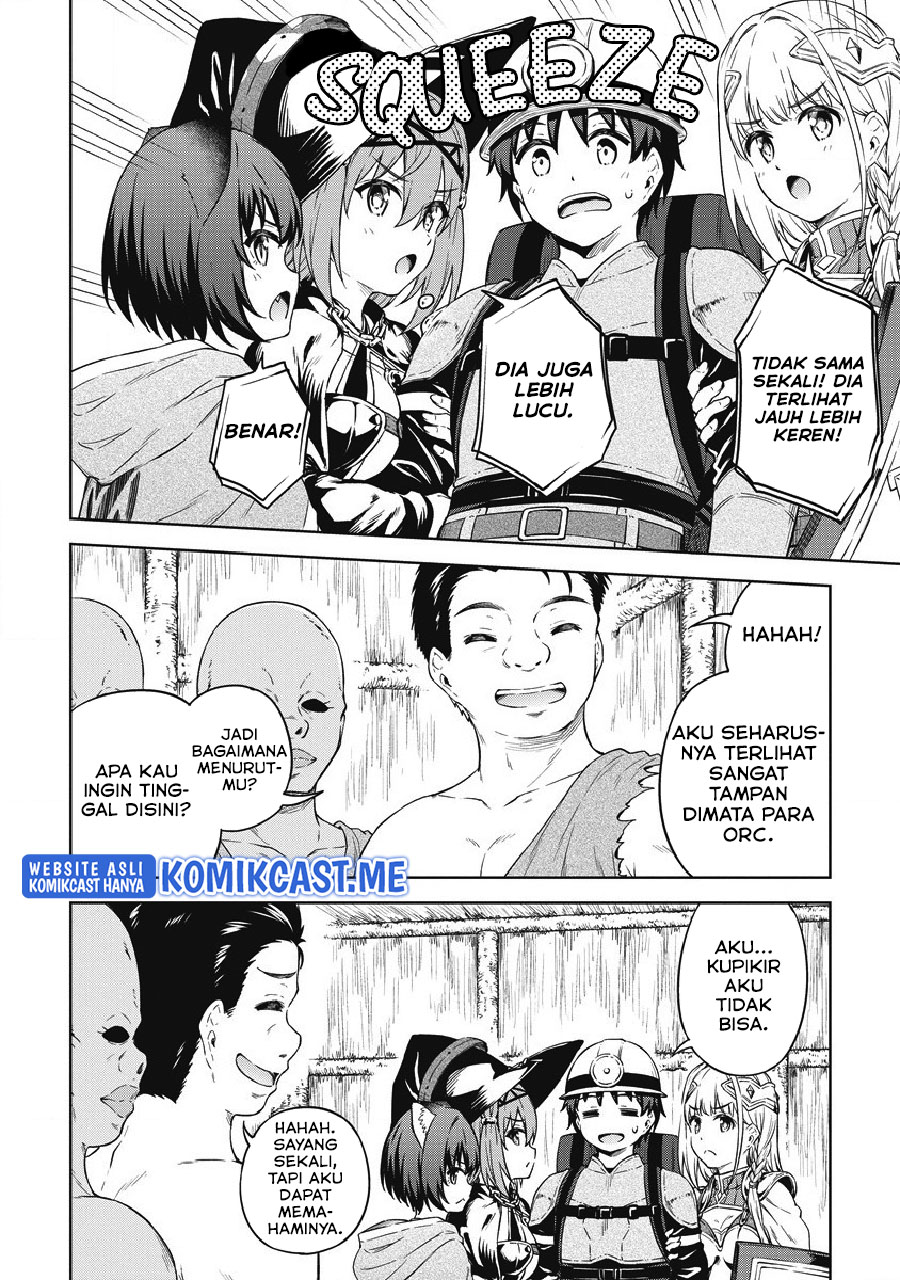 SQUEEZE
TIDAK SAMA
SEKALI! DIA
TERLIHAT
JAUH LEBIH
KEREN!
DIA JUGA
LEBIH
LUCU.
BENAR!
HAHAH!
AKU SEHARUS-
NYA TERLIHAT
SANGAT
TAMPAN
DIMATA PARA
ORC.
JADI
BAGAIMANA
MENURUT-
MU?
APA KAU
INGIN TING-
GAL DISINI?
WEBSITE ASLI
KOMIKCAST HANYA
KOMIKCAST.ME
AKU...
KUPIKIR
AKU
TIDAK
BISA.
HAHAH.
SAYANG
SEKALI,
TAPI AKU
DAPAT
MEMA-
HAMINYA.